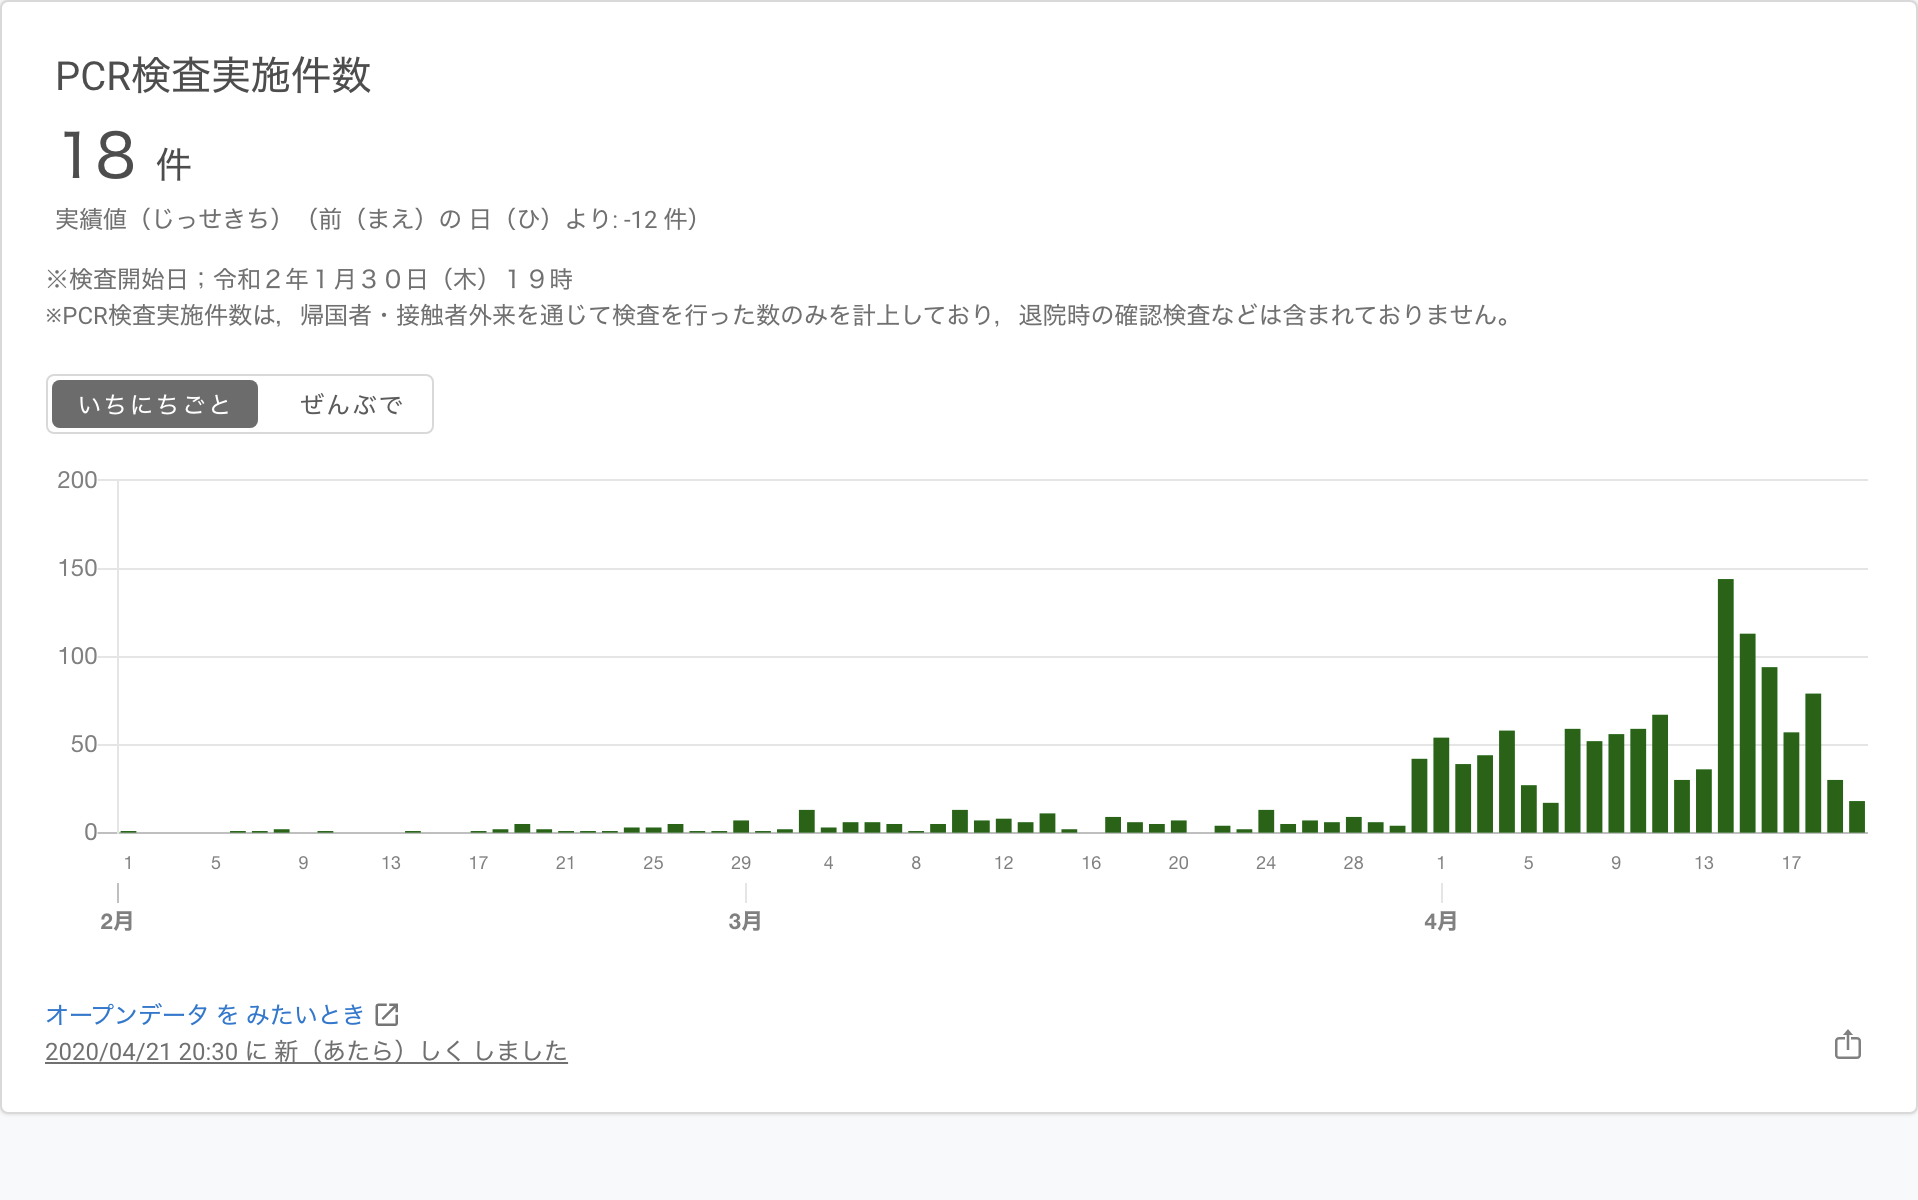 PCR検査実施件数
18 件
実績値（じっせきち）（前（まえ）の 日（ひ）より: -12 件）
※検査開始日；令和２年１月３０日（木）１９時
※PCR検査実施件数は，帰国者・接触者外来を通じて検査を行った数のみを計上しており，退院時の確認検査などは含まれておりません。
いちにちごと ぜんぶで
200
150
100
50
0
1 5 9 13 17 21 25 29 4 8 12 16 20 24 28 1 5 9 13 17
2月 3月 4月
オープンデータ を みたいとき
2020/04/21 20:30 に 新（あたら）しく しました